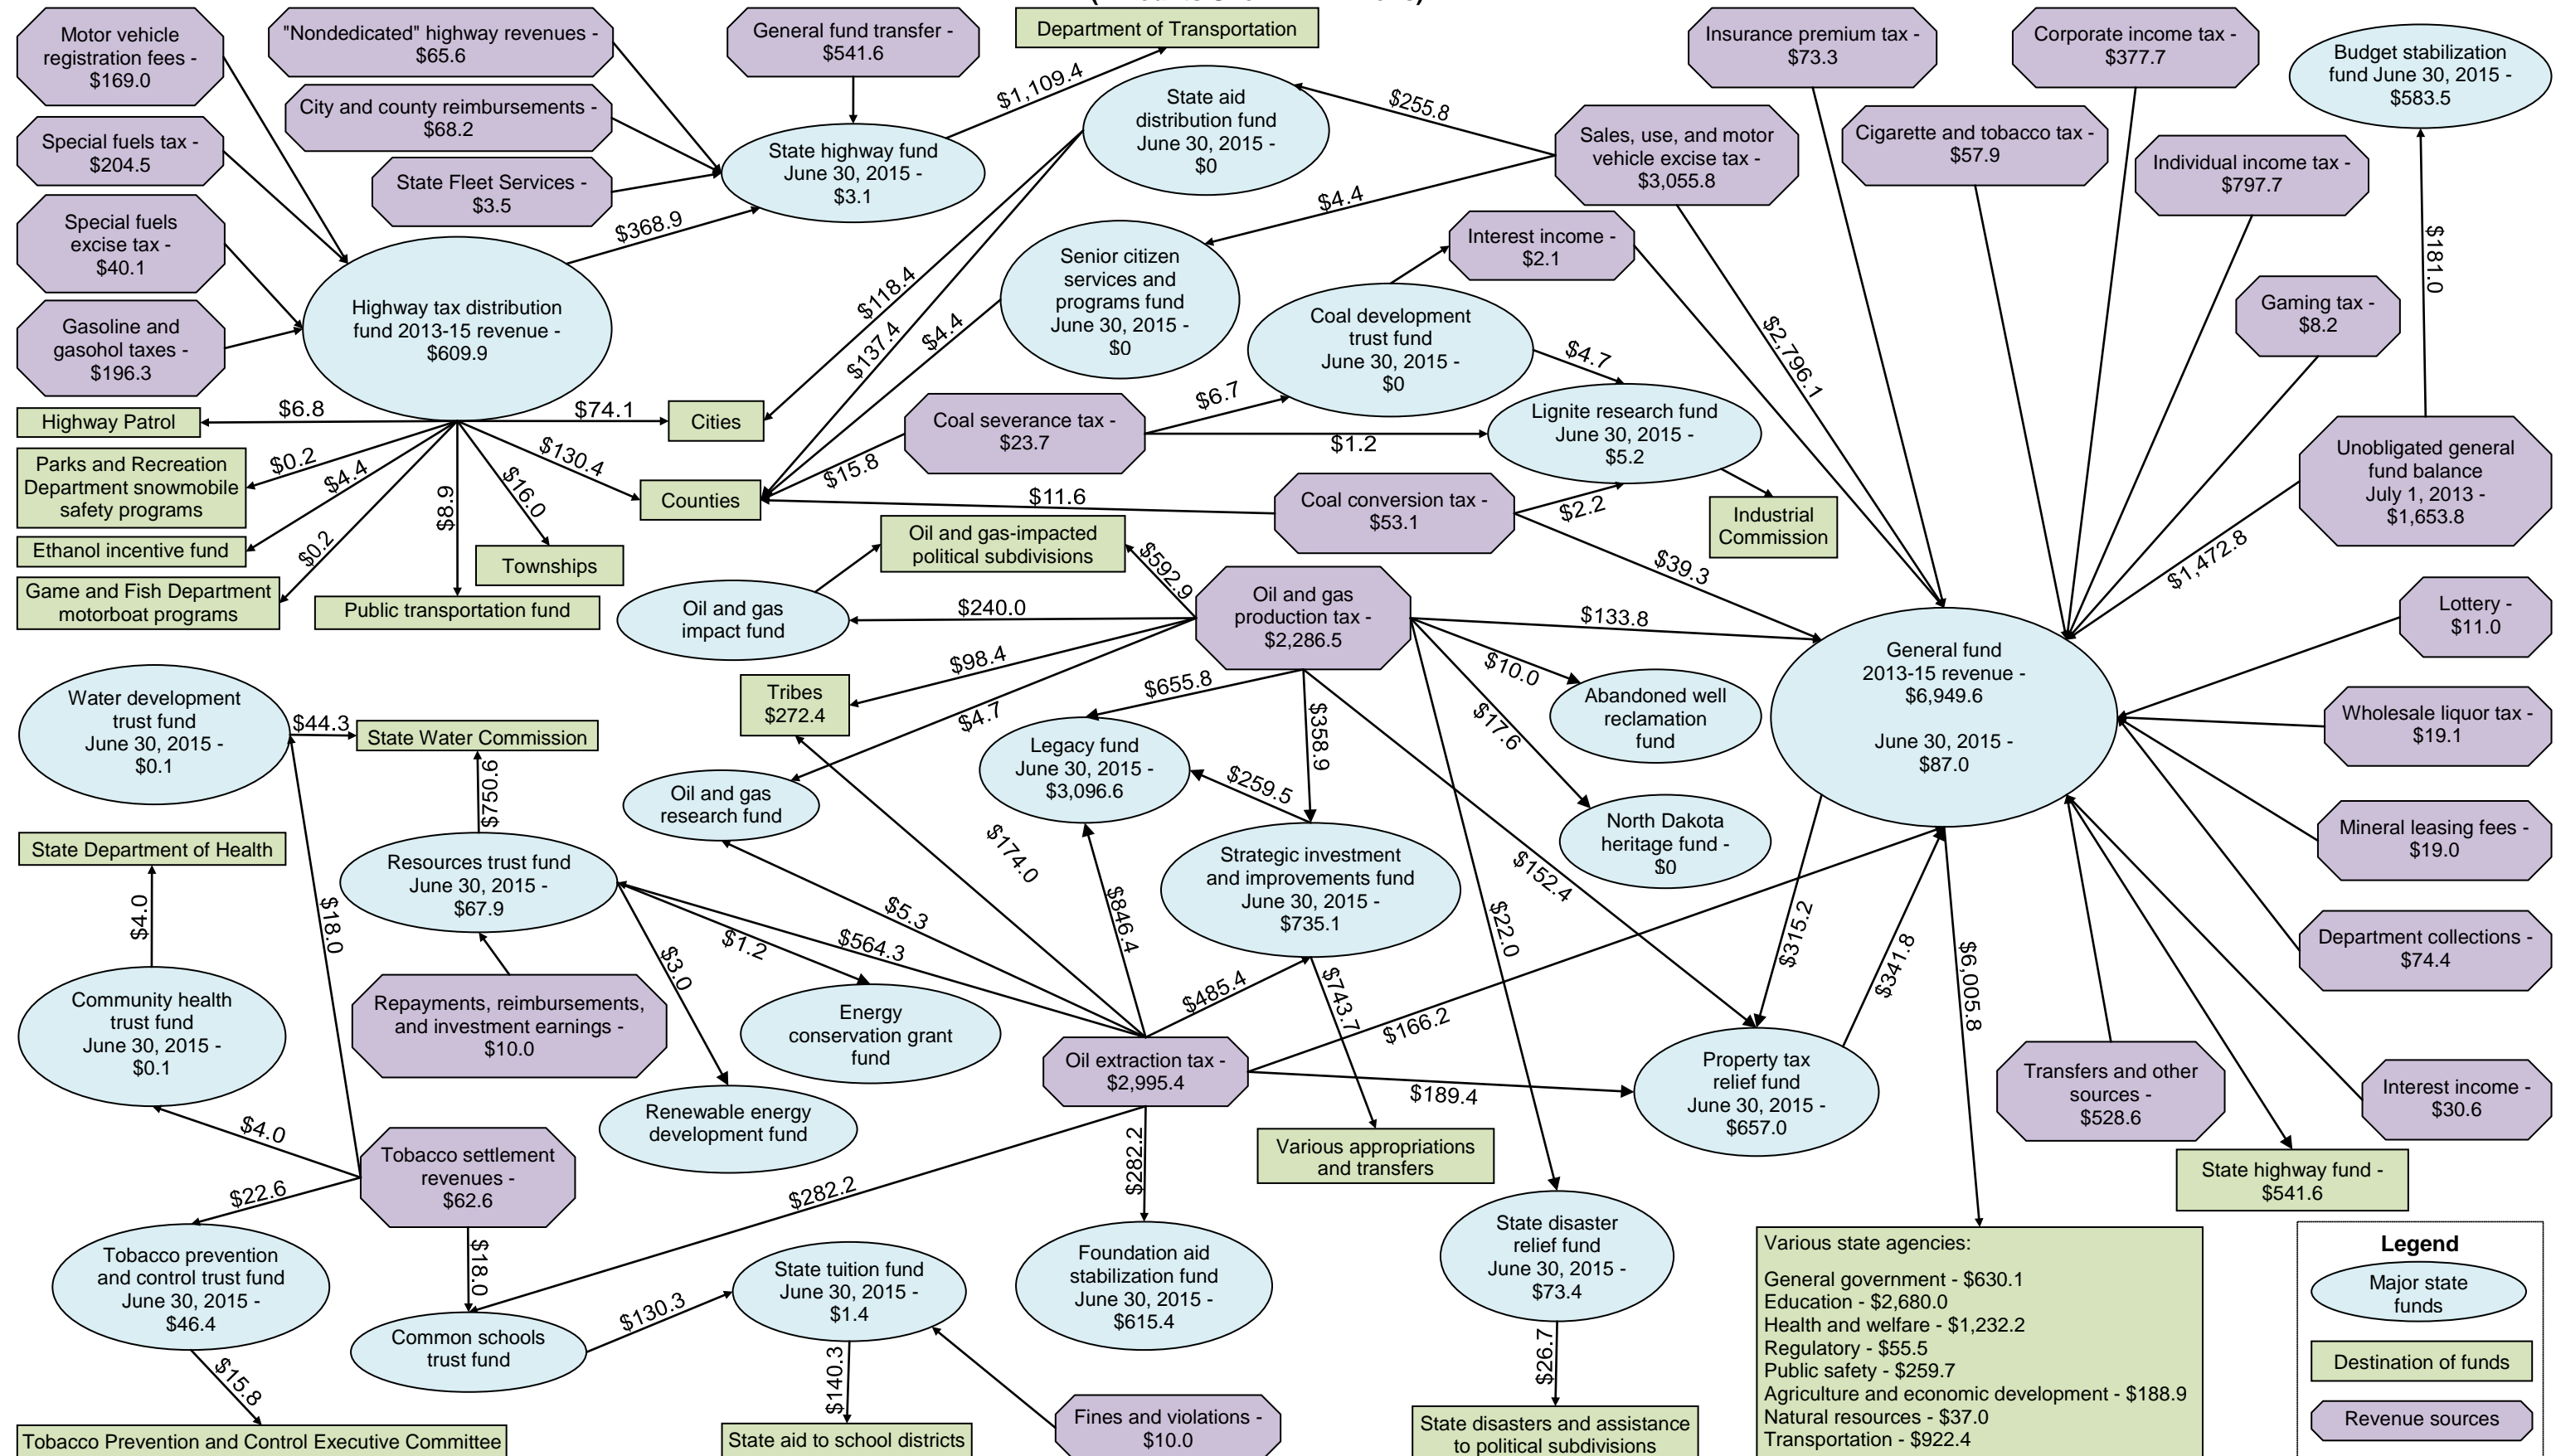 Motor vehicle
registration fees -
$169.0
"Nondedicated" highway revenues -
$65.6
General fund transfer -
$541.6
Department of Transportation
Insurance premium tax -
$73.3
Corporate income tax -
$377.7
Budget stabilization
fund June 30, 2015 -
$583.5
City and county reimbursements -
$68.2
$1,109.4
State aid
distribution fund
June 30, 2015 -
$0
$255.8
Sales, use, and motor
vehicle excise tax -
$3,055.8
Cigarette and tobacco tax -
$57.9
Individual income tax -
$797.7
Special fuels tax -
$204.5
State Fleet Services -
$3.5
State highway fund
June 30, 2015 -
$3.1
$4.4
Special fuels
excise tax -
$40.1
$368.9
Interest income -
$2.1
$181.0
Highway tax distribution
fund 2013-15 revenue -
$609.9
Senior citizen
services and
programs fund
June 30, 2015 -
$0
$118.4
$137.4
$4.4
Coal development
trust fund
June 30, 2015 -
$0
$4.7
$2,796.1
Gaming tax -
$8.2
Gasoline and
gasohol taxes -
$196.3
Highway Patrol
$6.8
$74.1
Cities
Coal severance tax -
$23.7
$6.7
$1.2
$15.8
Lignite research fund
June 30, 2015 -
$5.2
Unobligated general
fund balance
July 1, 2013 -
$1,653.8
Parks and Recreation
Department snowmobile
safety programs
$0.2
$4.4
$8.9
$16.0
$130.4
$0.2
Counties
$11.6
Coal conversion tax -
$53.1
$2.2
Industrial
Commission
$39.3
$1,472.8
Ethanol incentive fund
Townships
Oil and gas-impacted
political subdivisions
$592.9
Game and Fish Department
motorboat programs
Public transportation fund
Oil and gas
impact fund
$240.0
Oil and gas
production tax -
$2,286.5
$133.8
Lottery -
$11.0
$98.4
$4.7
$655.8
$358.9
$10.0
$17.6
Abandoned well
reclamation
fund
General fund
2013-15 revenue -
$6,949.6
June 30, 2015 -
$87.0
Wholesale liquor tax -
$19.1
Water development
trust fund
June 30, 2015 -
$0.1
$44.3
State Water Commission
Tribes
$272.4
Legacy fund
June 30, 2015 -
$3,096.6
$259.5
Oil and gas
research fund
$750.6
North Dakota
heritage fund -
$0
Mineral leasing fees -
$19.0
State Department of Health
Resources trust fund
June 30, 2015 -
$67.9
$174.0
Strategic investment
and improvements fund
June 30, 2015 -
$735.1
$152.4
$22.0
$4.0
$18.0
$5.3
$1.2
$564.3
$3.0
$846.4
$485.4
$743.7
$315.2
$341.8
$6,005.8
Department collections -
$74.4
Community health
trust fund
June 30, 2015 -
$0.1
Repayments, reimbursements,
and investment earnings -
$10.0
Energy
conservation grant
fund
Oil extraction tax -
$2,995.4
$166.2
$189.4
Property tax
relief fund
June 30, 2015 -
$657.0
Transfers and other
sources -
$528.6
Interest income -
$30.6
$4.0
Renewable energy
development fund
Tobacco settlement
revenues -
$62.6
$22.6
$18.0
$282.2
$282.2
Various appropriations
and transfers
State highway fund -
$541.6
Tobacco prevention
and control trust fund
June 30, 2015 -
$46.4
State tuition fund
June 30, 2015 -
$1.4
Foundation aid
stabilization fund
June 30, 2015 -
$615.4
State disaster
relief fund
June 30, 2015 -
$73.4
Common schools
trust fund
$130.3
$140.3
$15.8
$26.7
Tobacco Prevention and Control Executive Committee
State aid to school districts
Fines and violations -
$10.0
State disasters and assistance
to political subdivisions
Various state agencies:
General government - $630.1
Education - $2,680.0
Health and welfare - $1,232.2
Regulatory - $55.5
Public safety - $259.7
Agriculture and economic development - $188.9
Natural resources - $37.0
Transportation - $922.4
Legend
Major state
funds
Destination of funds
Revenue sources